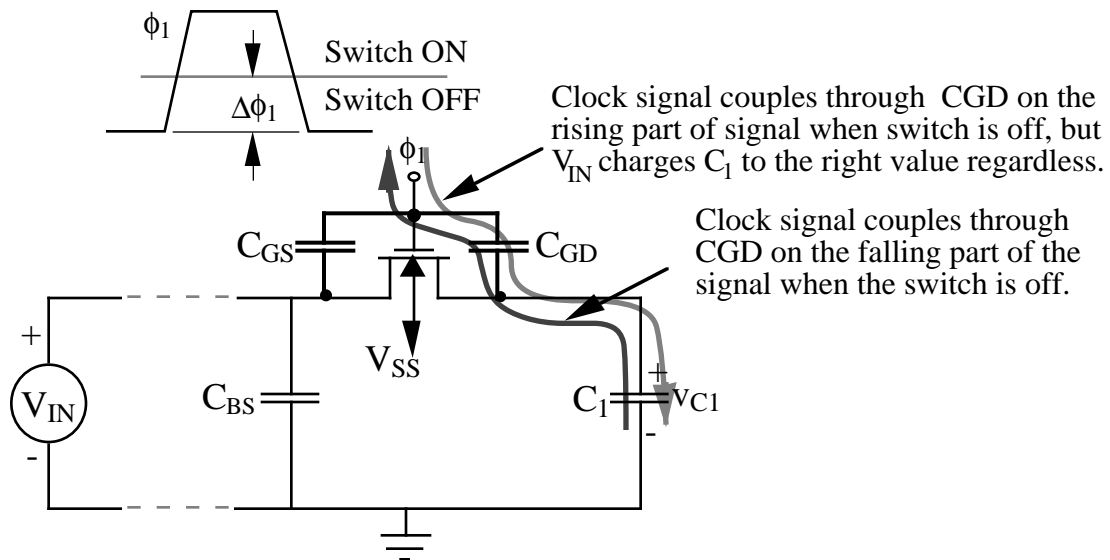 ϕ1
Switch ON
Switch OFF
Δϕ1
Clock signal couples through CGD on the
rising part of signal when switch is off, but
VIN charges C1 to the right value regardless.
ϕ1
Clock signal couples through
CGD on the falling part of the
signal when the switch is off.
CGS
CGD
+
VSS
VIN
CBS
C1
+
vC1
-
-